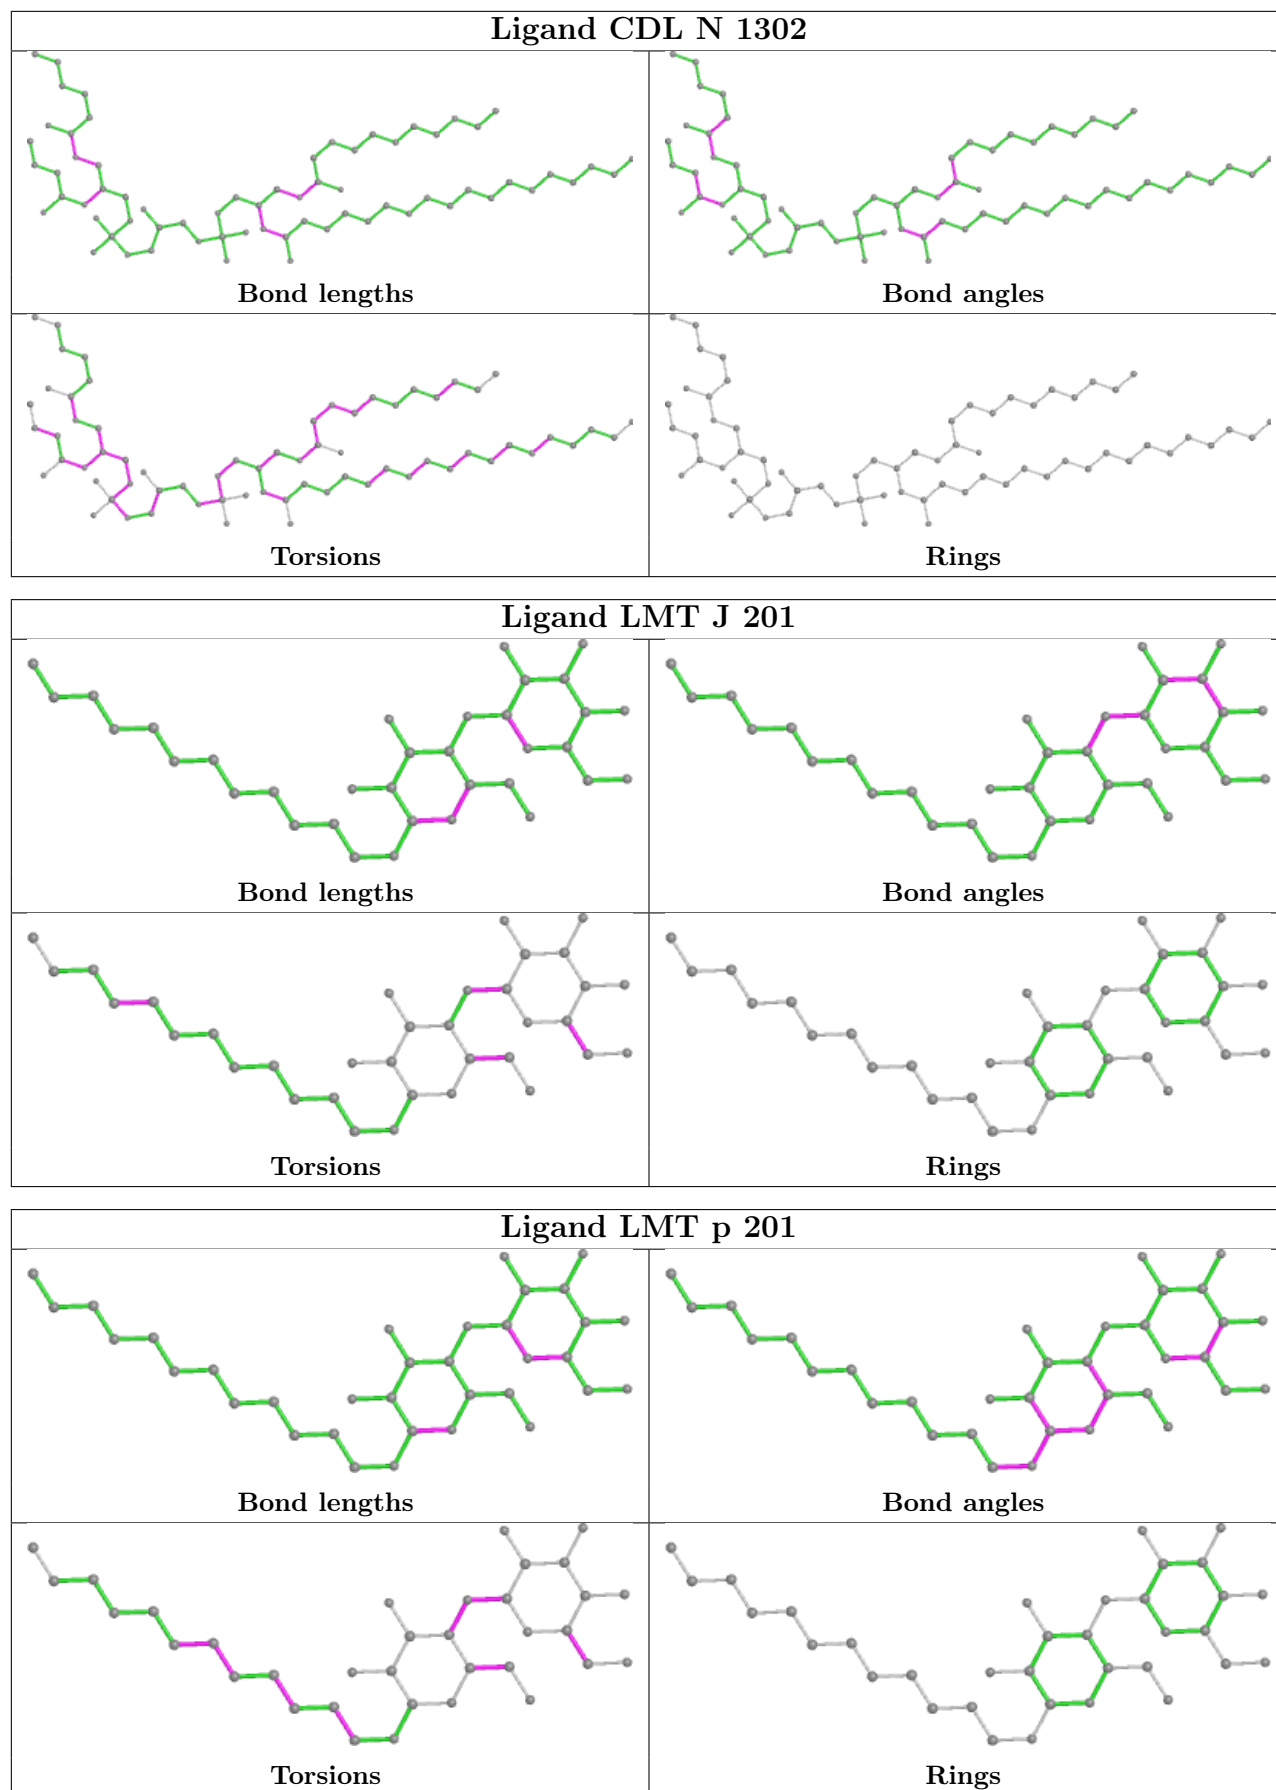 Ligand CDL N 1302
Bond lengths
Bond angles
Torsions
Rings
Ligand LMT J 201
Bond lengths
Bond angles
Torsions
Rings
Ligand LMT p 201
Bond lengths
Bond angles
Torsions
Rings